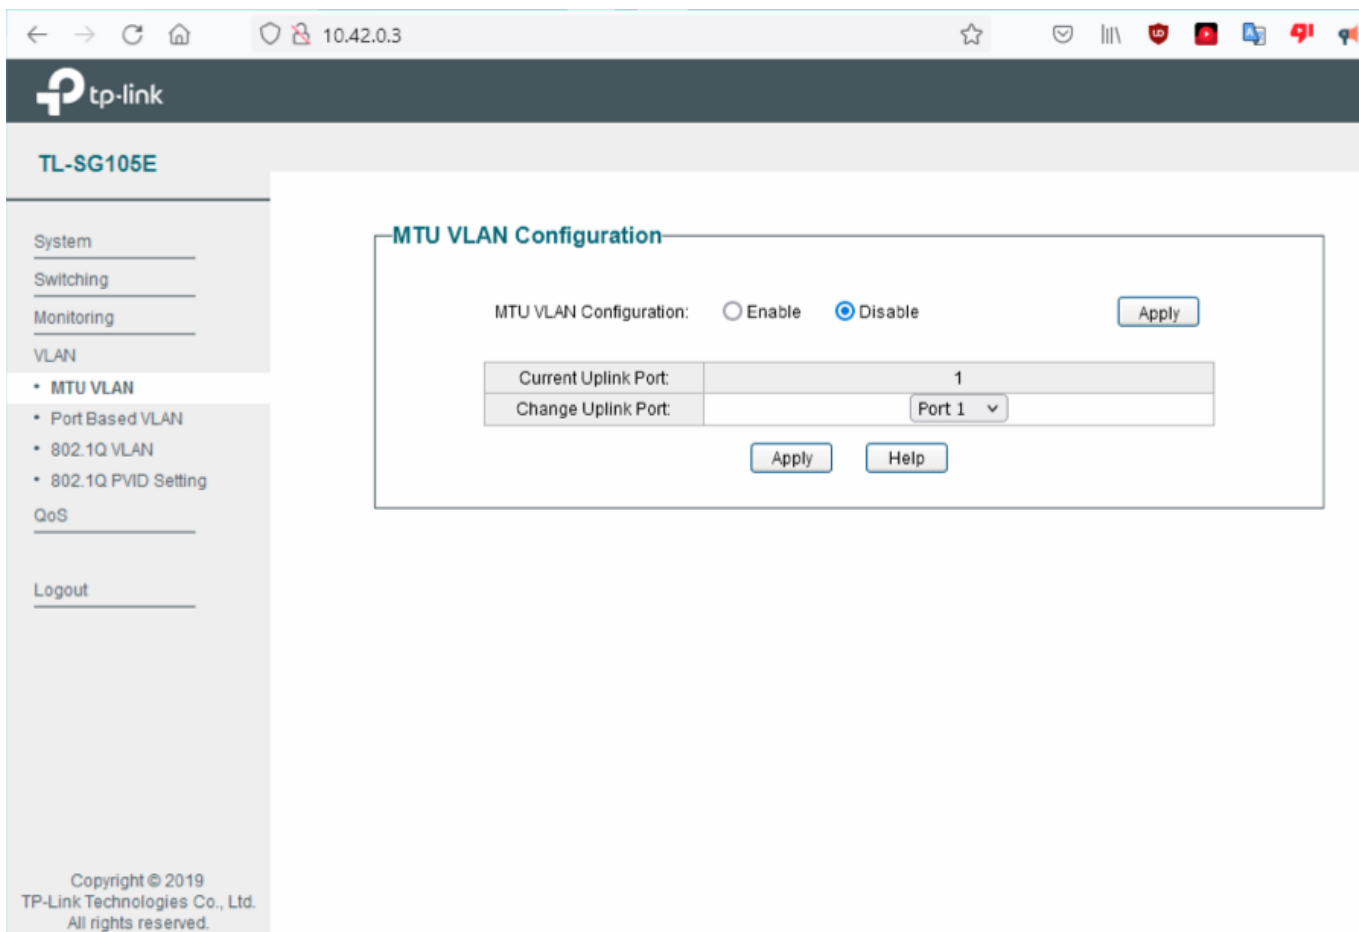 10.42.0.3
tp-link
TL-SG105E
System
Switching
Monitoring
VLAN
• MTU VLAN
• Port Based VLAN
• 802.1Q VLAN
• 802.1Q PVID Setting
QoS
Logout
Copyright © 2019
TP-Link Technologies Co., Ltd.
All rights reserved.
MTU VLAN Configuration
MTU VLAN Configuration: Enable Disable Apply
Current Uplink Port: 1
Change Uplink Port: Port 1
Apply Help